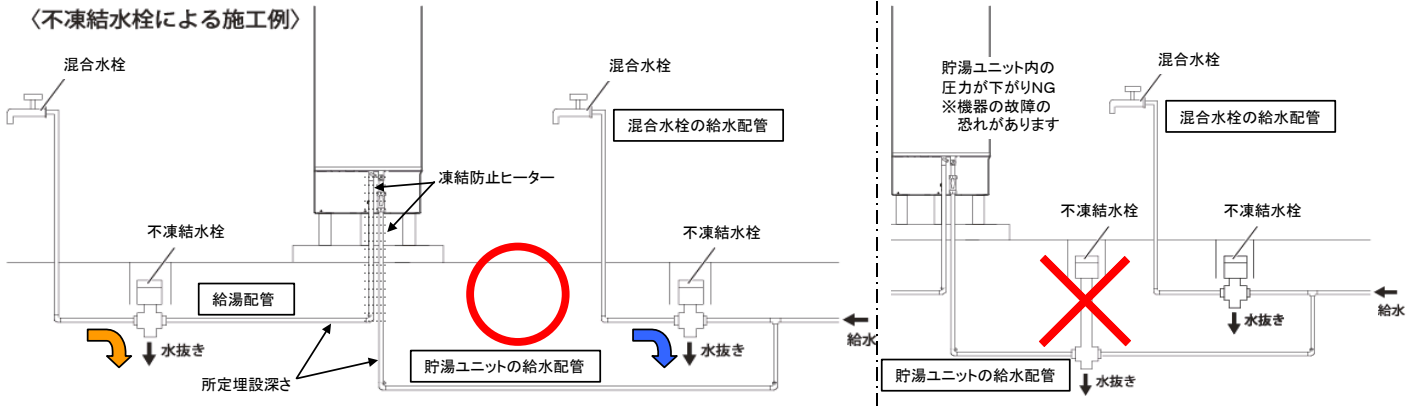 〈不凍結水栓による施工例〉
混合水栓
混合水栓
混合水栓の給水配管
凍結防止ヒーター
不凍結水栓
不凍結水栓
給湯配管
水抜き
水抜き
給水
所定埋設深さ
貯湯ユニットの給水配管
貯湯ユニット内の
圧力が下がりNG
※機器の故障の
恐れがあります
混合水栓
混合水栓の給水配管
不凍結水栓
不凍結水栓
水抜き
給水
貯湯ユニットの給水配管
水抜き